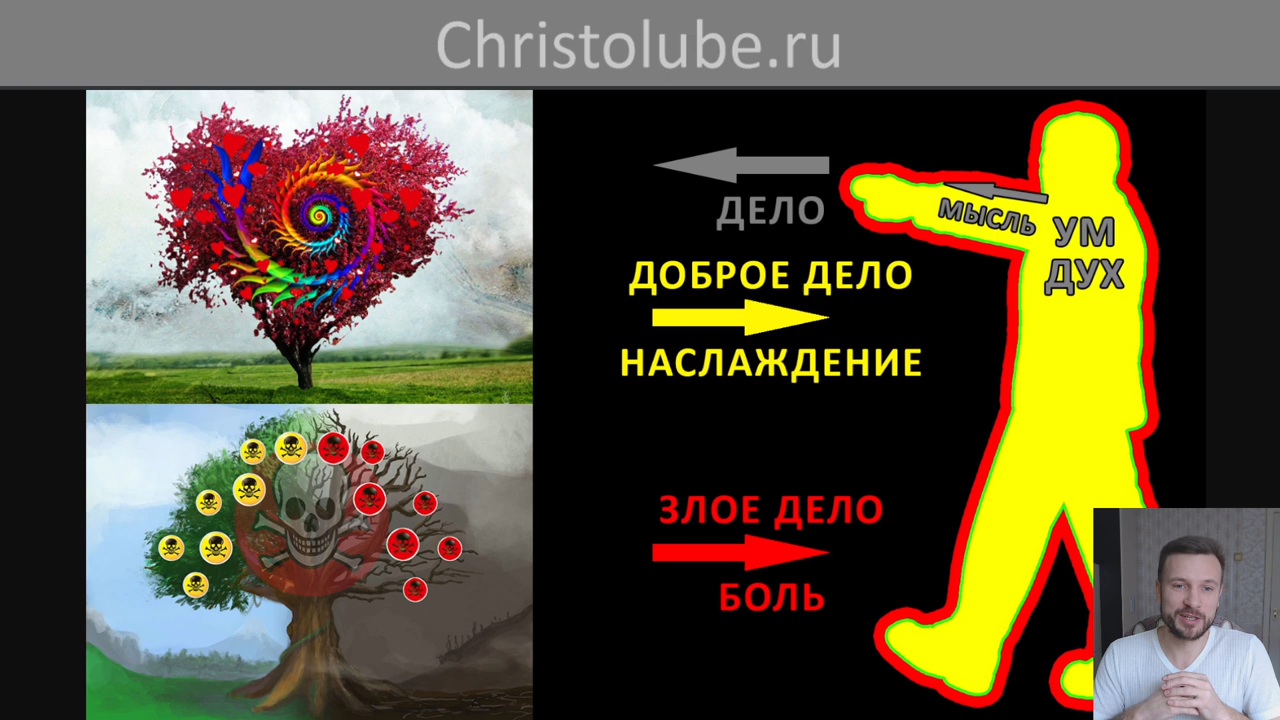 Christolube.ru
ДЕЛО
МЫСЛЬ
УМ
ДУХ
ДОБРОЕ ДЕЛО
НАСЛАЖДЕНИЕ
ЗЛОЕ ДЕЛО
БОЛЬ